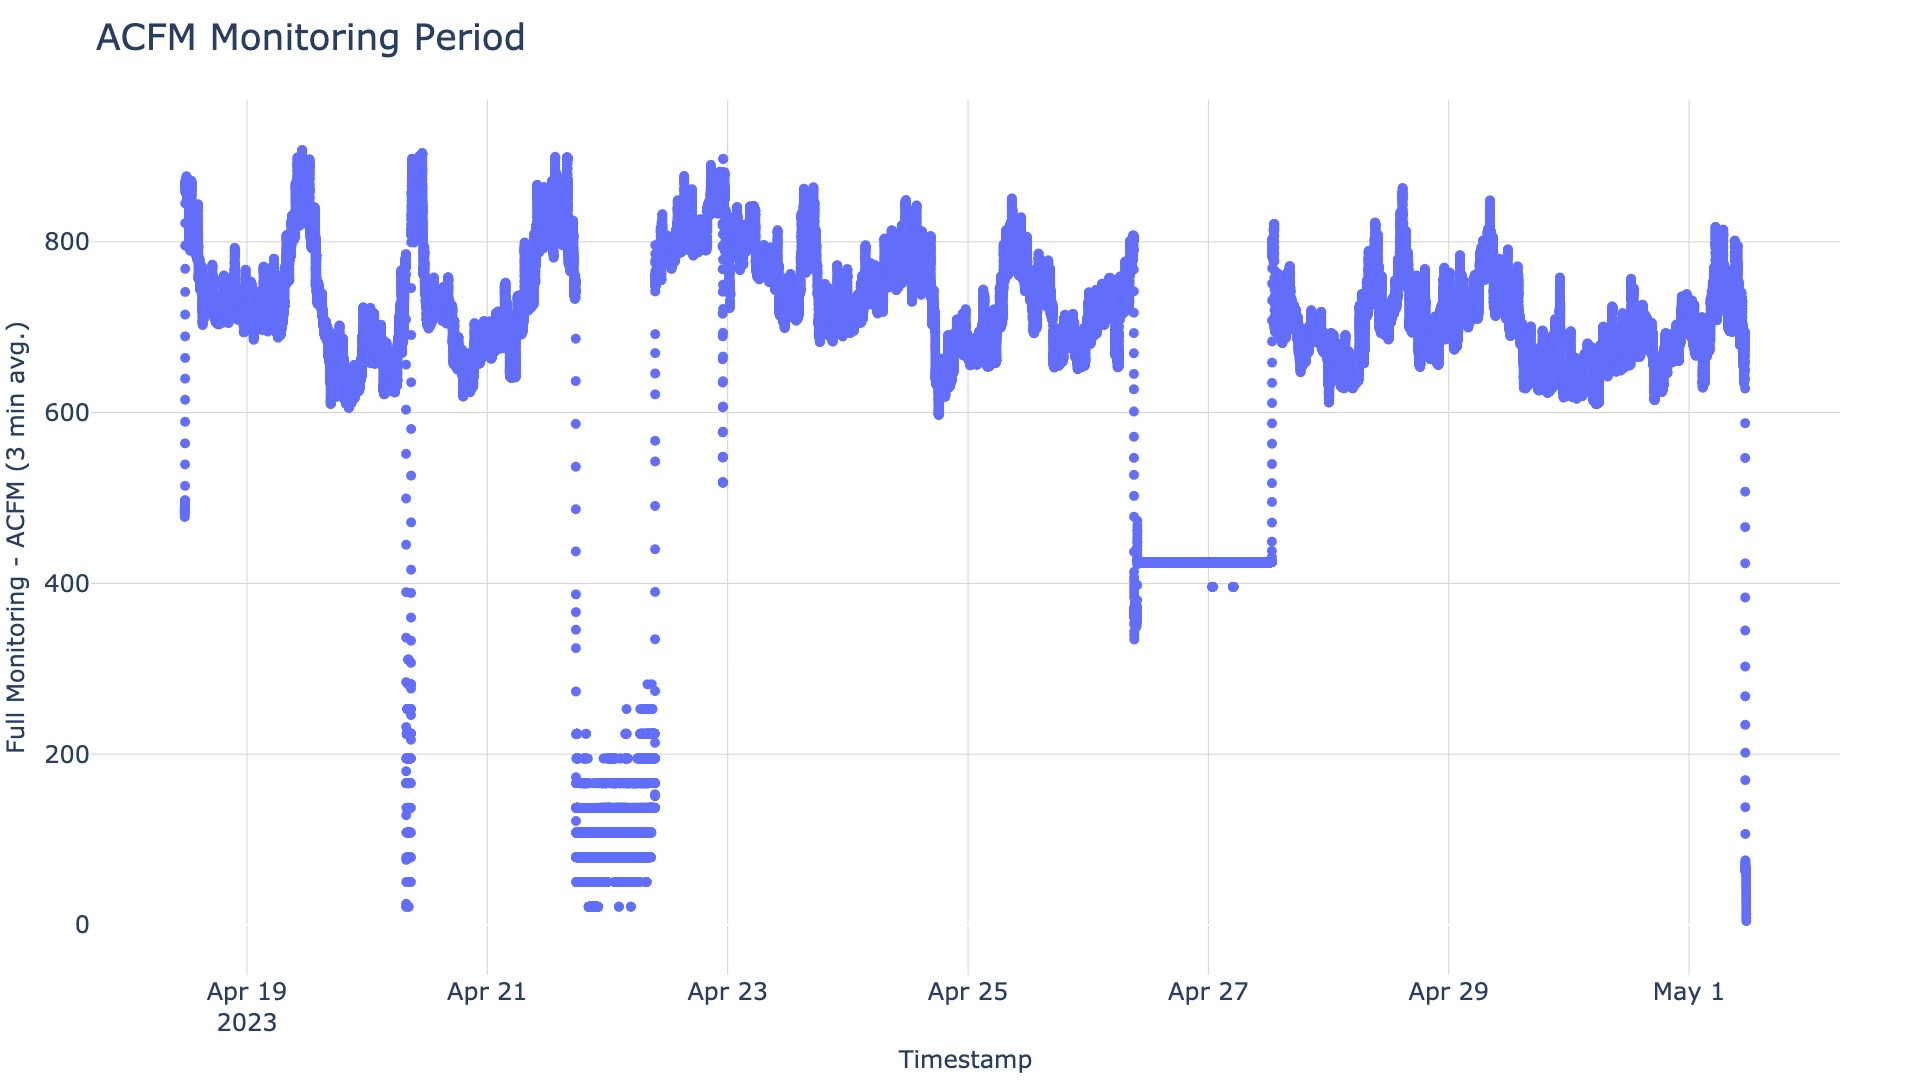 ACFM Monitoring Period
Full Monitoring - ACFM (3 min avg.)
800
600
400
200
0
Apr 19
2023
Apr 21
Apr 23
Apr 25
Apr 27
Apr 29
May 1
Timestamp